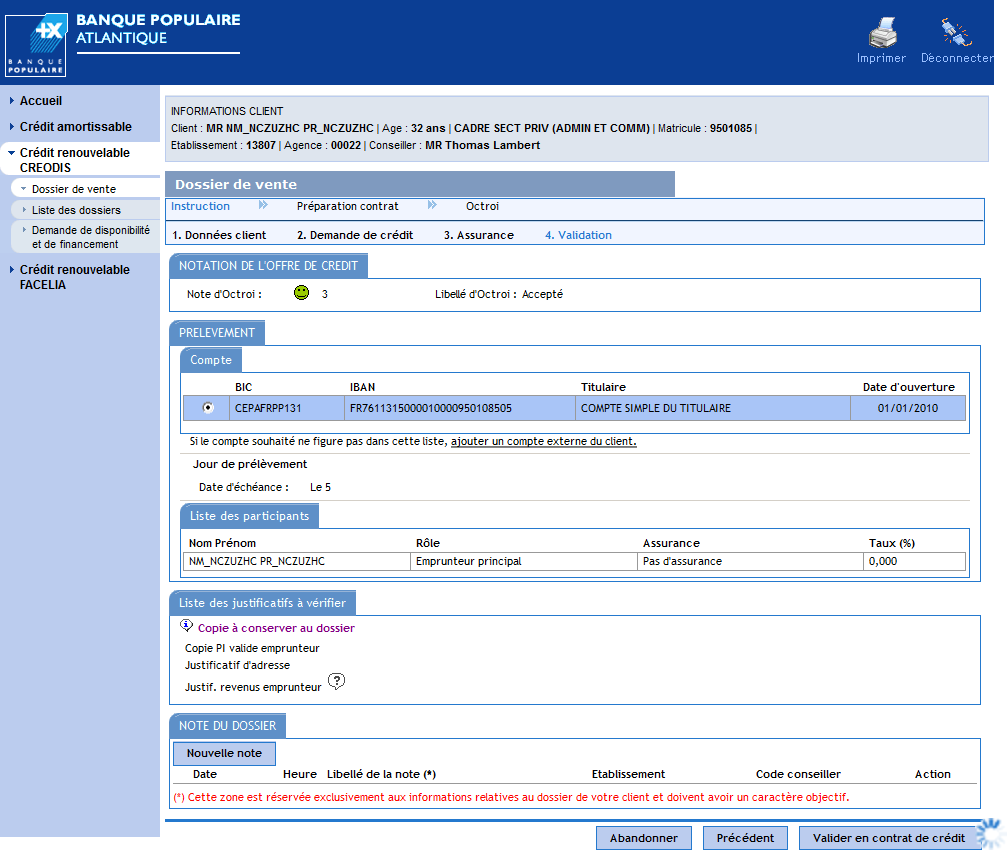 BANQUE POPULAIRE
ATLANTIQUE
BANQUE
POPULAIRE
Imprimer Déconnecter
Accueil
Crédit amortissable
Crédit renouvelable
CREODIS
Dossier de vente
Liste des dossiers
Demande de disponibilité
et de financement
Crédit renouvelable
FACELIA
INFORMATIONS CLIENT
Client : MR NM_NCZUZHC PR_NCZUZHC | Age : 32 ans | CADRE SECT PRIV (ADMIN ET COMM) | Matricule : 9501085 |
Etablissement : 13807 | Agence : 00022 | Conseiller : MR Thomas Lambert
Dossier de vente
Instruction Préparation contrat Octroi
1. Données client 2. Demande de crédit 3. Assurance 4. Validation
NOTATION DE L'OFFRE DE CREDIT
Note d'Octroi : 3 Libellé d'Octroi : Accepté
PRELEVEMENT
Compte
BIC IBAN Titulaire Date d'ouverture
CEPAFRPP131 FR7611315000010000950108505 COMPTE SIMPLE DU TITULAIRE 01/01/2010
Si le compte souhaité ne figure pas dans cette liste, ajouter un compte externe du client.
Jour de prélèvement
Date d'échéance : Le 5
Liste des participants
Nom Prénom Rôle Assurance Taux (%)
NM_NCZUZHC PR_NCZUZHC Emprunteur principal Pas d'assurance 0,000
Liste des justificatifs à vérifier
Copie à conserver au dossier
Copie PI valide emprunteur
Justificatif d'adresse
Justif. revenus emprunteur
NOTE DU DOSSIER
Nouvelle note
Date Heure Libellé de la note (*) Etablissement Code conseiller Action
(*) Cette zone est réservée exclusivement aux informations relatives au dossier de votre client et doivent avoir un caractère objectif.
Abandonner Précédent Valider en contrat de crédit